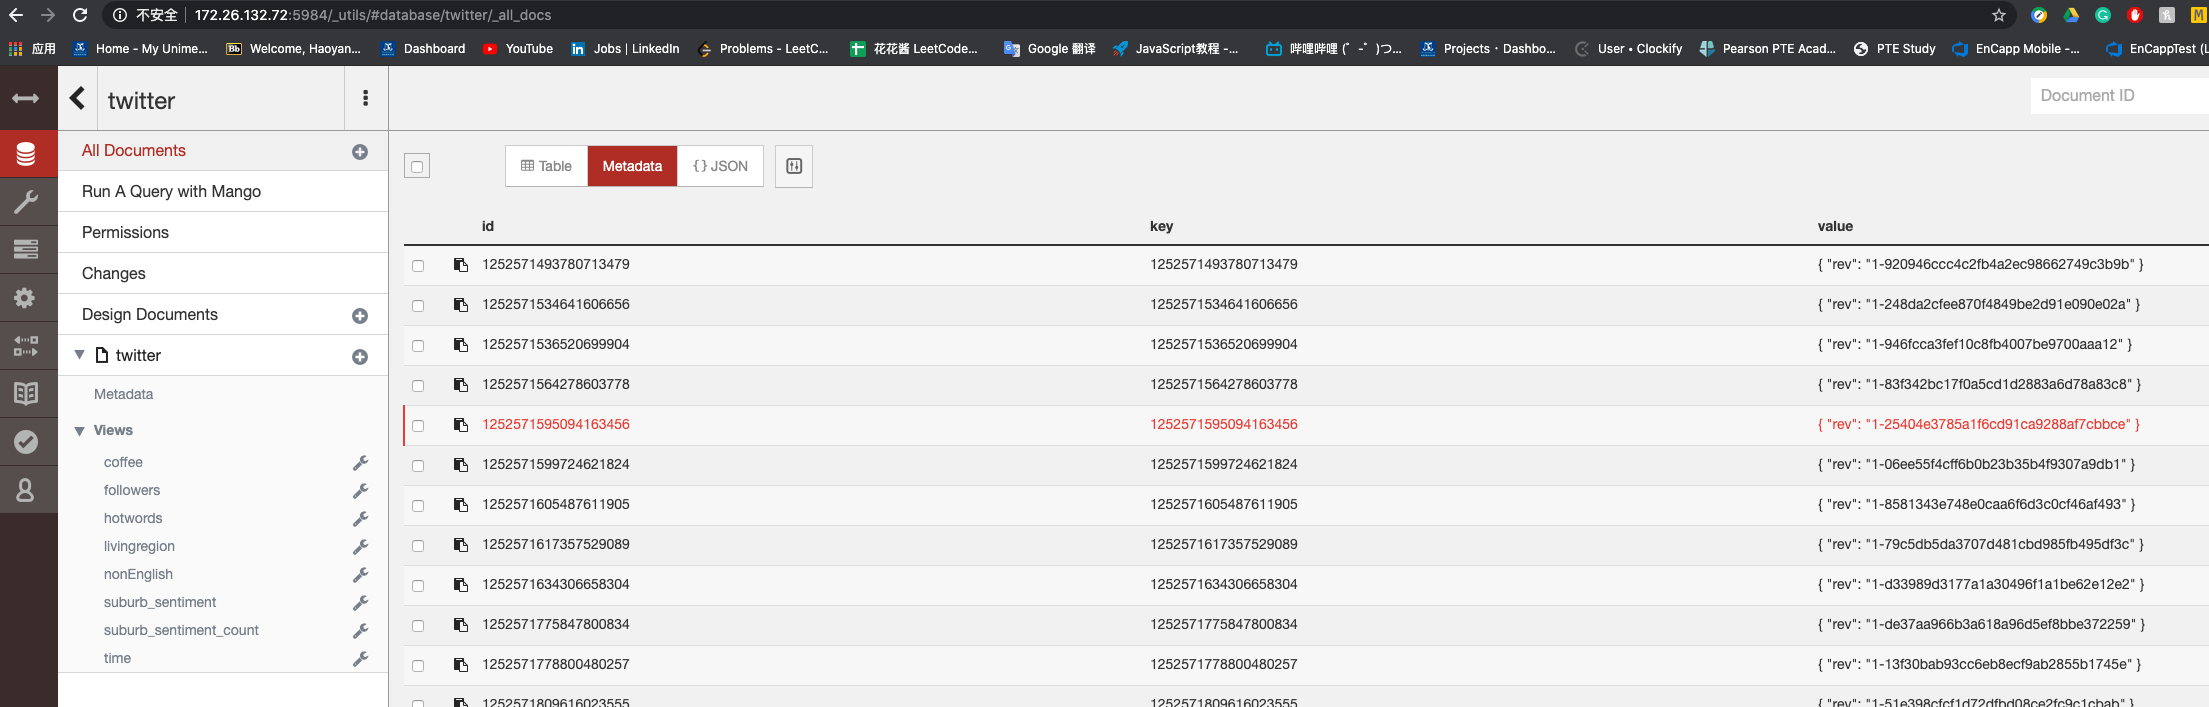 不安全 172.26.132.72:5984/_utils/#database/twitter/_all_docs
应用 Home - My Unime... Bb Welcome, Haoyan... Dashboard YouTube in Jobs | LinkedIn Problems - LeetC... 花花酱 LeetCode... Google 翻译 JavaScript教程 -... 哔哩哔哩 (゜-゜)つ... Projects · Dashbo... User • Clockify Pearson PTE Acad... PTE Study EnCapp Mobile -... EnCappTest (L
twitter
Document ID
All Documents
Table Metadata {} JSON
Run A Query with Mango
Permissions
Changes
Design Documents
twitter
Metadata
Views
coffee
followers
hotwords
livingregion
nonEnglish
suburb_sentiment
suburb_sentiment_count
time
id key value
1252571493780713479 1252571493780713479 { "rev": "1-920946ccc4c2fb4a2ec98662749c3b9b" }
1252571534641606656 1252571534641606656 { "rev": "1-248da2cfee870f4849be2d91e090e02a" }
1252571536520699904 1252571536520699904 { "rev": "1-946fcca3fef10c8fb4007be9700aaa12" }
1252571564278603778 1252571564278603778 { "rev": "1-83f342bc17f0a5cd1d2883a6d78a83c8" }
1252571595094163456 1252571595094163456 { "rev": "1-25404e3785a1f6cd91ca9288af7cbbce" }
1252571599724621824 1252571599724621824 { "rev": "1-06ee55f4cff6b0b23b35b4f9307a9db1" }
1252571605487611905 1252571605487611905 { "rev": "1-8581343e748e0caa6f6d3c0cf46af493" }
1252571617357529089 1252571617357529089 { "rev": "1-79c5db5da3707d481cbd985fb495df3c" }
1252571634306658304 1252571634306658304 { "rev": "1-d33989d3177a1a30496f1a1be62e12e2" }
1252571775847800834 1252571775847800834 { "rev": "1-de37aa966b3a618a96d5ef8bbe372259" }
1252571778800480257 1252571778800480257 { "rev": "1-13f30bab93cc6eb8ecf9ab2855b1745e" }
1252571809616023555 1252571809616023555 { "rev": "1-51e398cfcf1d72dfbd08ce2fc9c1cbab" }